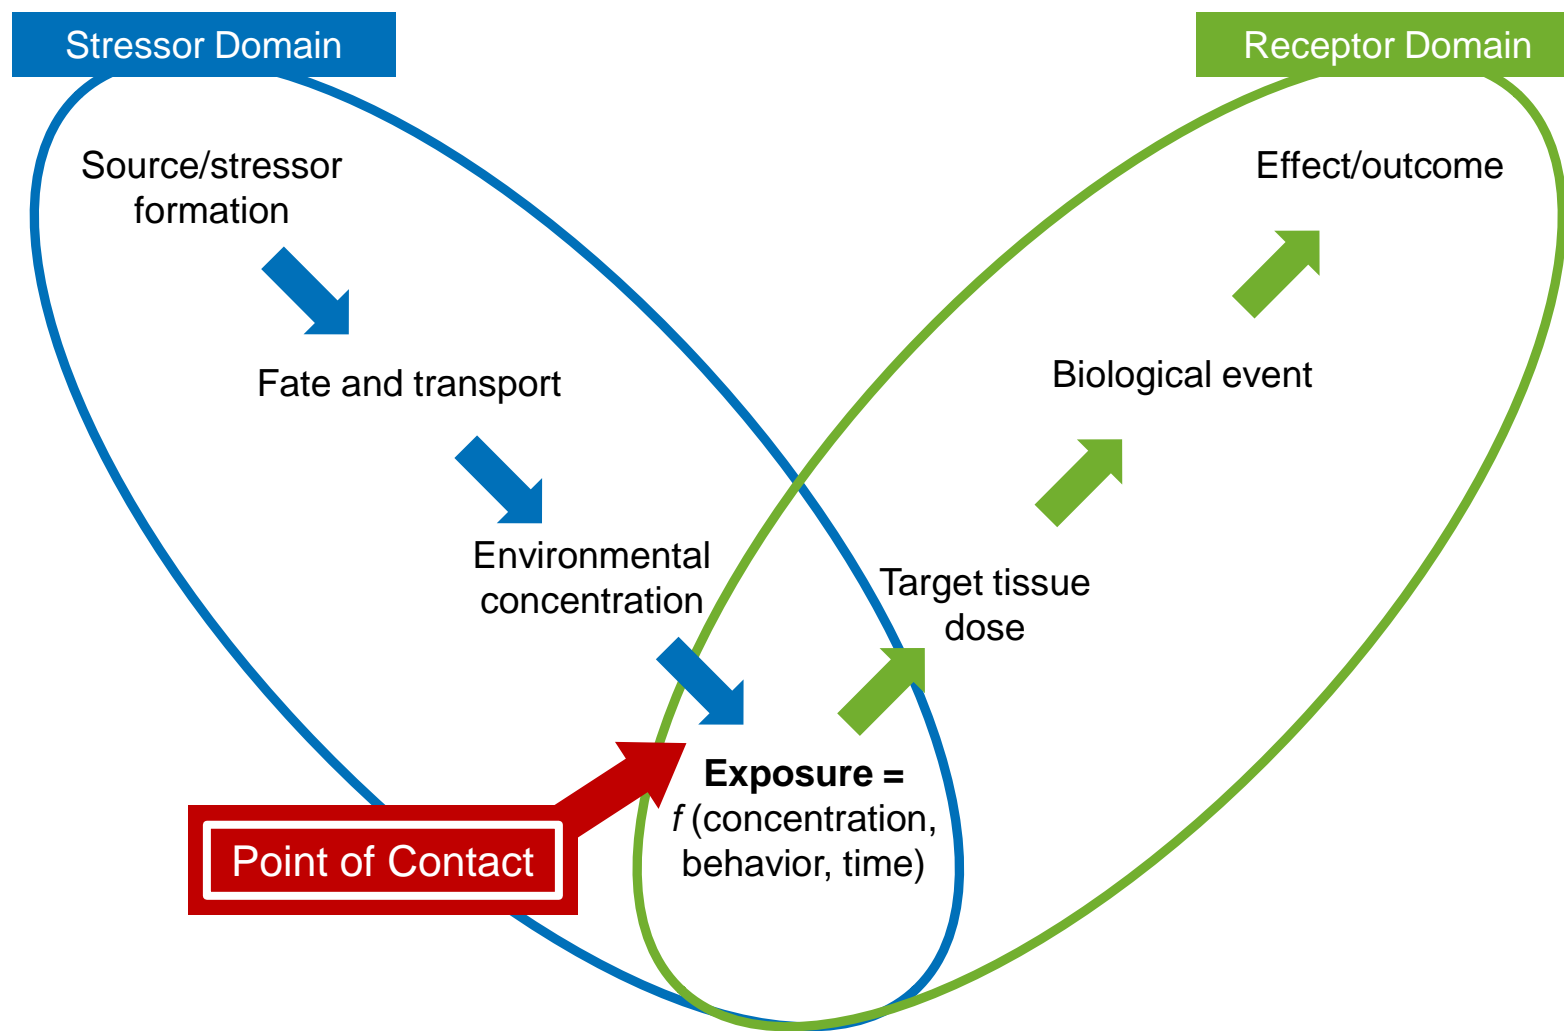 Stressor Domain
Receptor Domain
Source/stressor
formation
Effect/outcome
Fate and transport
Biological event
Environmental
concentration
Target tissue
dose
Exposure =
f (concentration,
behavior, time)
Point of Contact